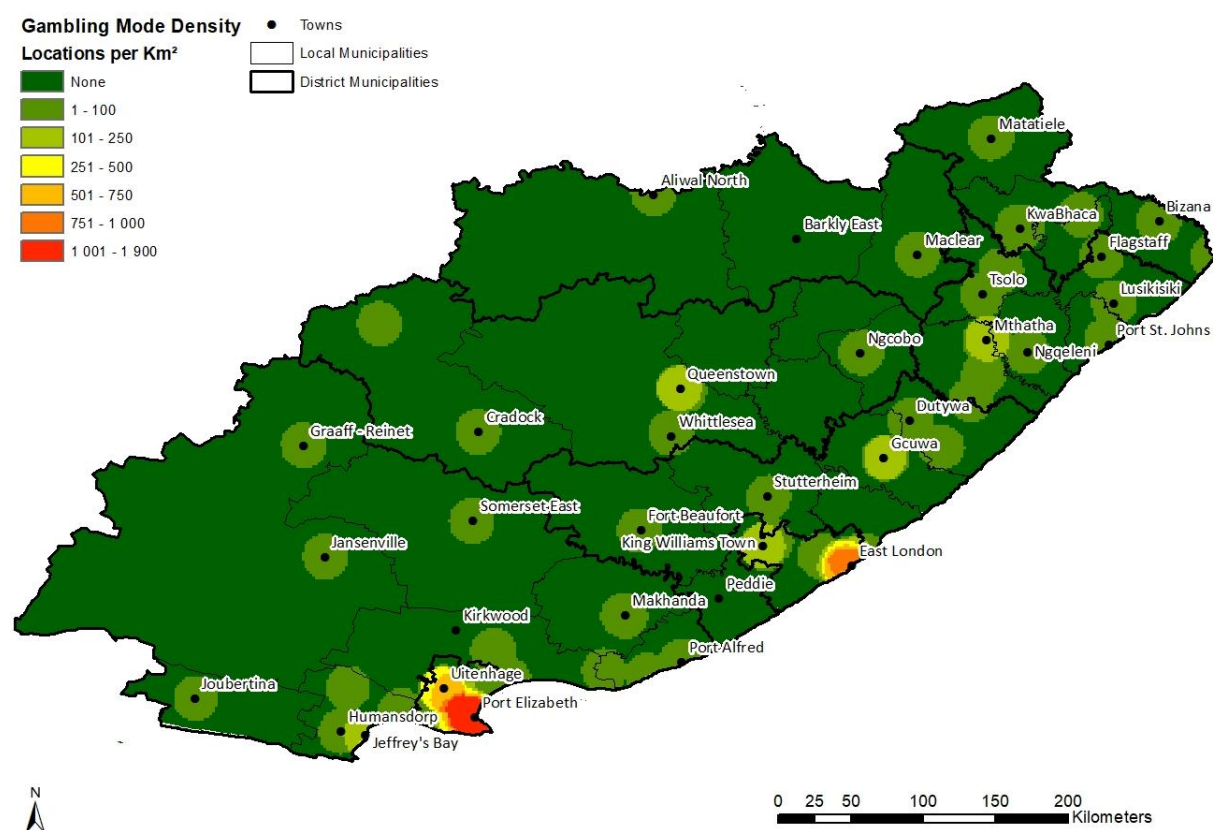 Gambling Mode Density
Locations per Km²
None
1 - 100
101 - 250
251 - 500
501 - 750
751 - 1 000
1 001 - 1 900
Towns
Local Municipalities
District Municipalities
Matatiele
Aliwal North
Bizana
KwaBhaca
Barkly East
Maclear
Flagstaff
Tsolo
Lusikisiki
Mthatha
Port St. Johns
Ngcobo
Ngqeleni
Queenstown
Dutywa
Cradock
Whittlesea
Graaff - Reinet
Gcuwa
Stutterheim
Somerset East
Fort Beaufort
King Williams Town
Jansenville
East London
Peddie
Makhanda
Kirkwood
Port Alfred
Uitenhage
Joubertina
Port Elizabeth
Humansdorp
Jeffrey's Bay
N
0 25 50 100 150 200
Kilometers